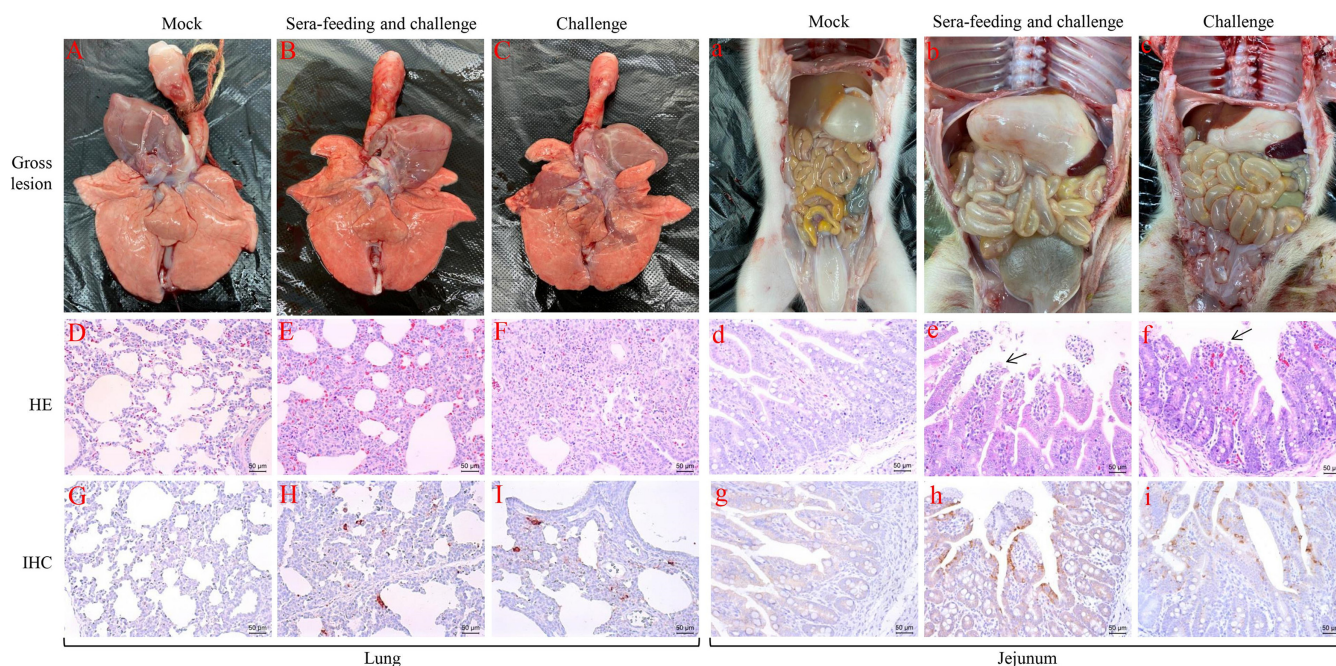 Mock Sera-feeding and challenge Challenge Mock Sera-feeding and challenge Challenge
A B C a b c
Gross
lesion
D E F d e f
HE
50 μm 50 μm 50 μm 50 μm 50 μm 50 μm
G H I g h i
IHC
50 μm 50 μm 50 μm 50 μm 50 μm 50 μm
Lung Jejunum